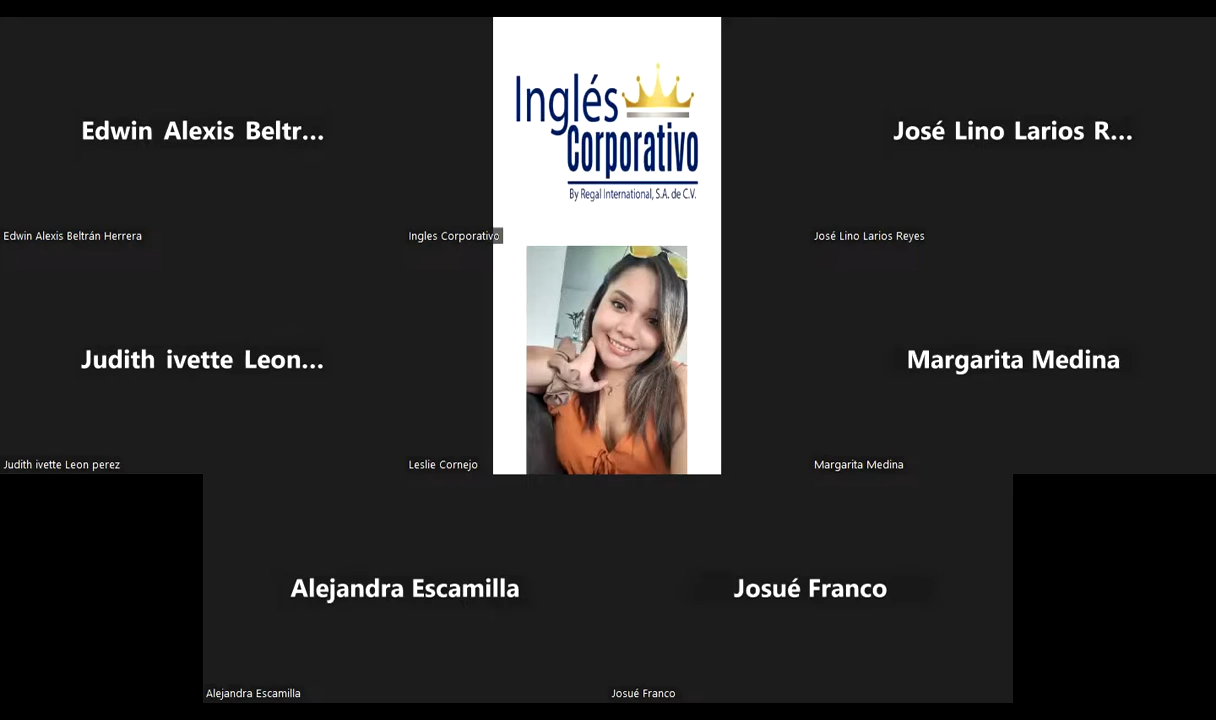 Edwin Alexis Beltr...
Inglés
Corporativo
By Regal International, S.A. de C.V.
José Lino Larios R...
Edwin Alexis Beltrán Herrera
Ingles Corporativo
José Lino Larios Reyes
Judith ivette Leon...
Margarita Medina
Judith ivette Leon perez
Leslie Cornejo
Margarita Medina
Alejandra Escamilla
Josué Franco
Alejandra Escamilla
Josué Franco